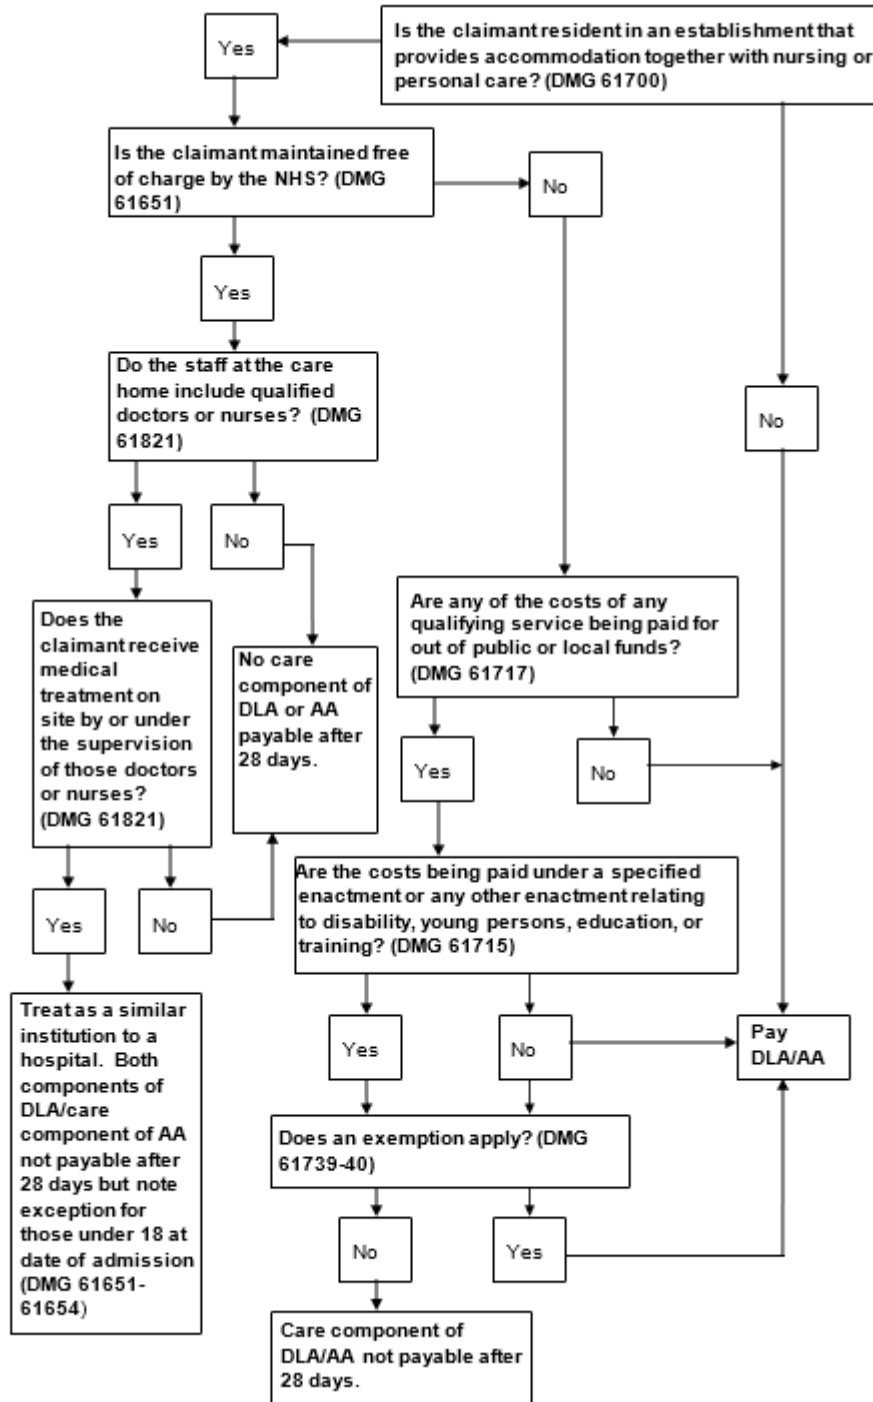 Is the claimant resident in an establishment that
provides accommodation together with nursing or
personal care? (DMG 61700)
Yes
Is the claimant maintained free
of charge by the NHS? (DMG
61651)
No
Yes
Do the staff at the care
home include qualified
doctors or nurses? (DMG
61821)
No
Yes
No
Does the
claimant receive
medical
treatment on
site by or under
the supervision
of those doctors
or nurses?
(DMG 61821)
No care
component of
DLA or AA
payable after
28 days.
Are any of the costs of any
qualifying service being paid for
out of public or local funds?
(DMG 61717)
Yes
No
Are the costs being paid under a specified
enactment or any other enactment relating
to disability, young persons, education, or
training? (DMG 61715)
Yes
No
Treat as a similar
institution to a
hospital. Both
components of
DLA/care
component of AA
not payable after
28 days but note
exception for
those under 18 at
date of admission
(DMG 61651-
61654)
Yes
No
Pay
DLA/AA
Does an exemption apply? (DMG
61739-40)
No
Yes
Care component of
DLA/AA not payable after
28 days.